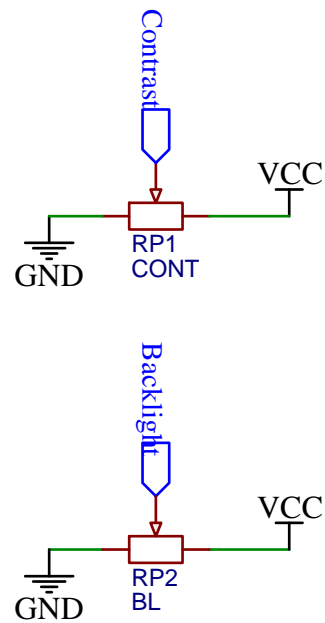 Contrast
VCC
RP1
CONT
GND
Backlight
VCC
RP2
BL
GND